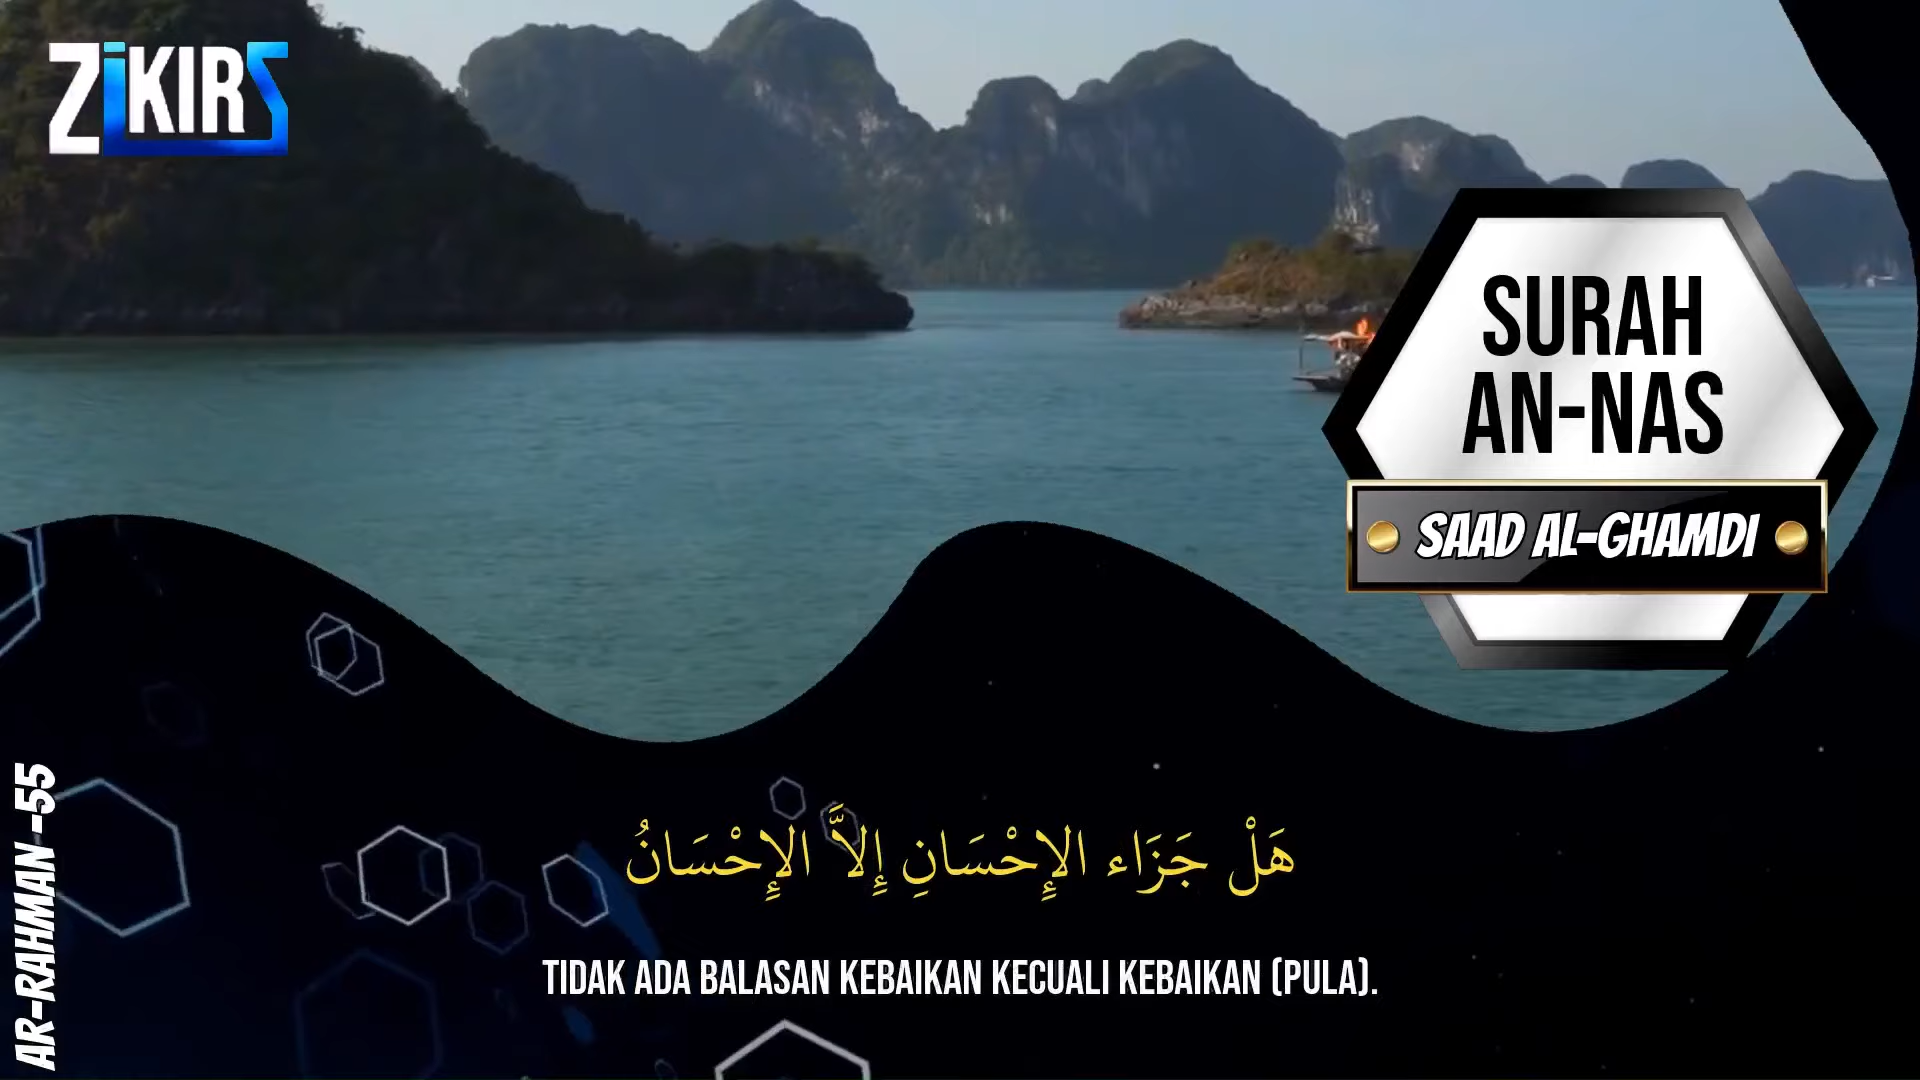 ZiKIRS
SURAH
AN-NAS
SAAD AL-GHAMDI
AR-RAHMAN -55
هَلْ جَزَاء الإِحْسَانِ إِلاَّ الإِحْسَانُ
TIDAK ADA BALASAN KEBAIKAN KECUALI KEBAIKAN (PULA).